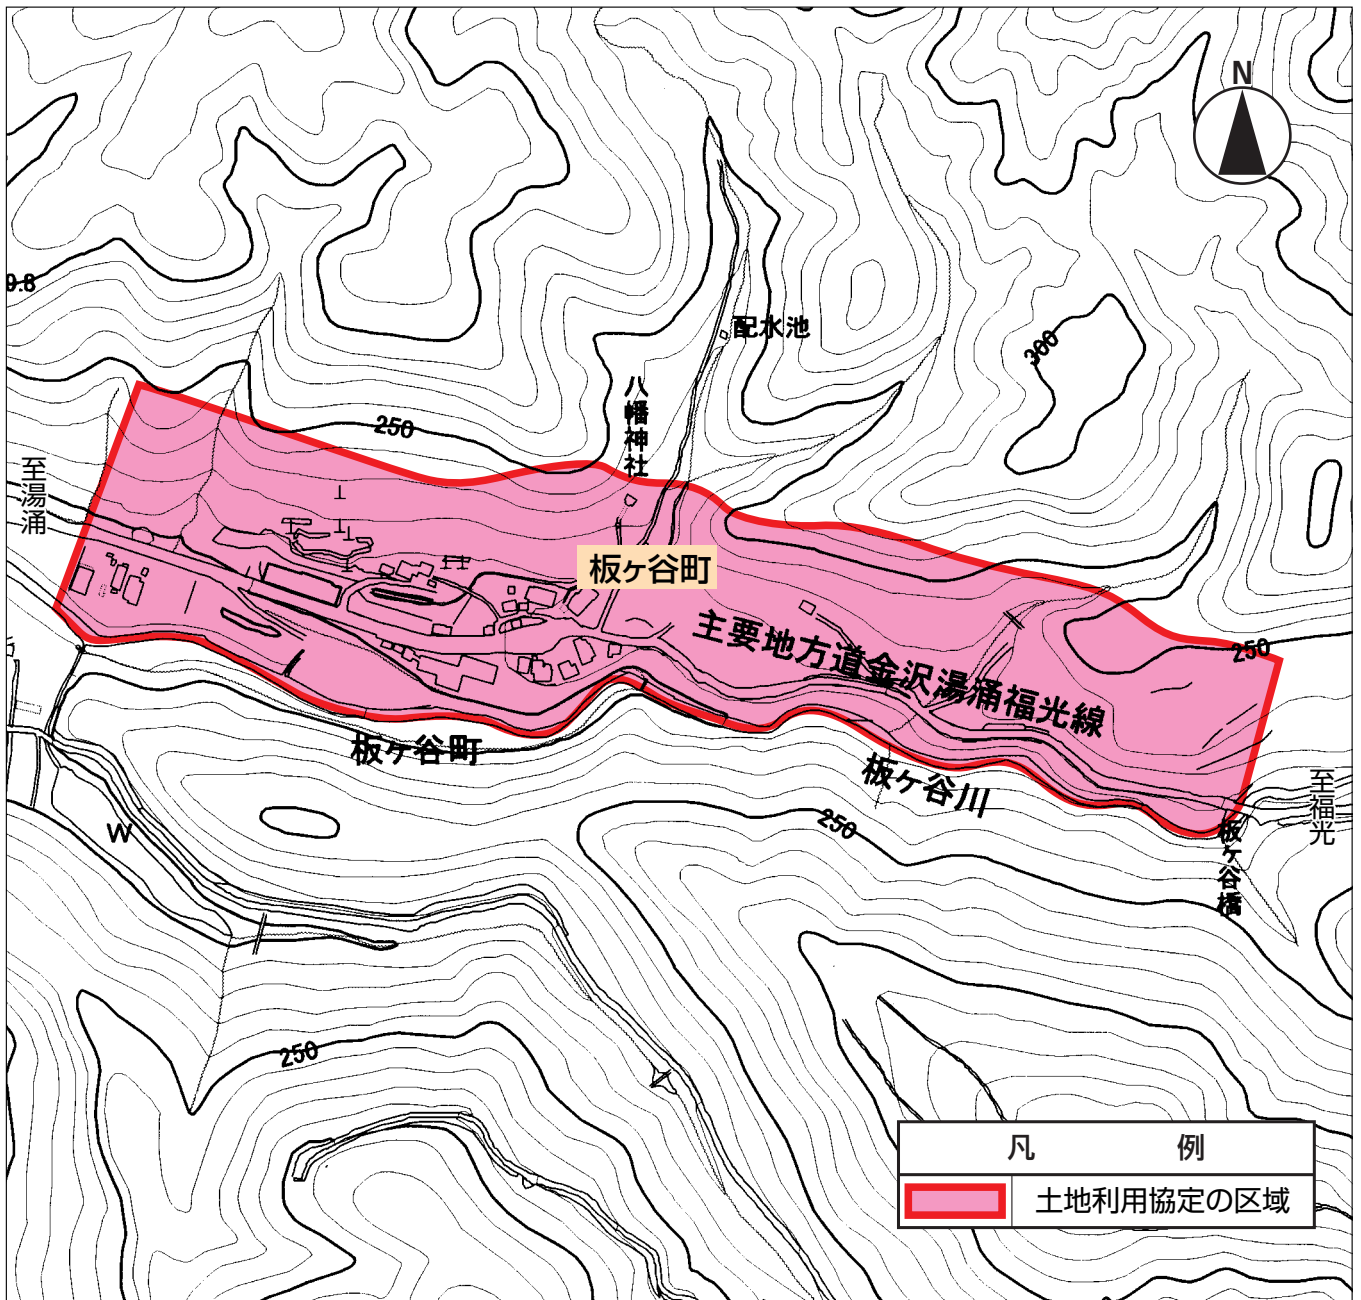 N
9.8
配水池
300
八幡神社
250
至湯涌
板ヶ谷町
主要地方道金沢湯涌福光線
250
板ヶ谷町
板ヶ谷川
至福光
250
板ヶ谷橋
W
250
凡 例
土地利用協定の区域